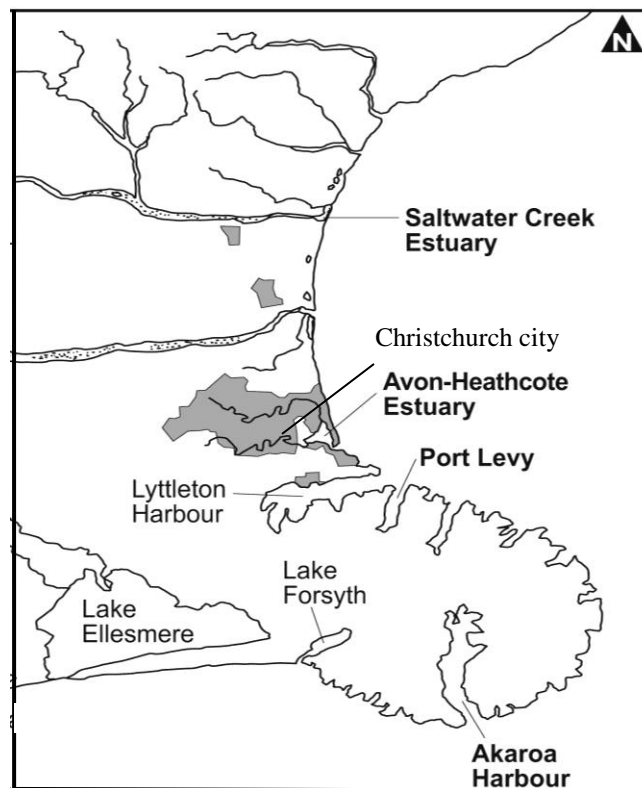 N
Saltwater Creek
Estuary
Christchurch city
Avon-Heathcote
Estuary
Port Levy
Lyttleton
Harbour
Lake
Forsyth
Lake
Ellesmere
Akaroa
Harbour